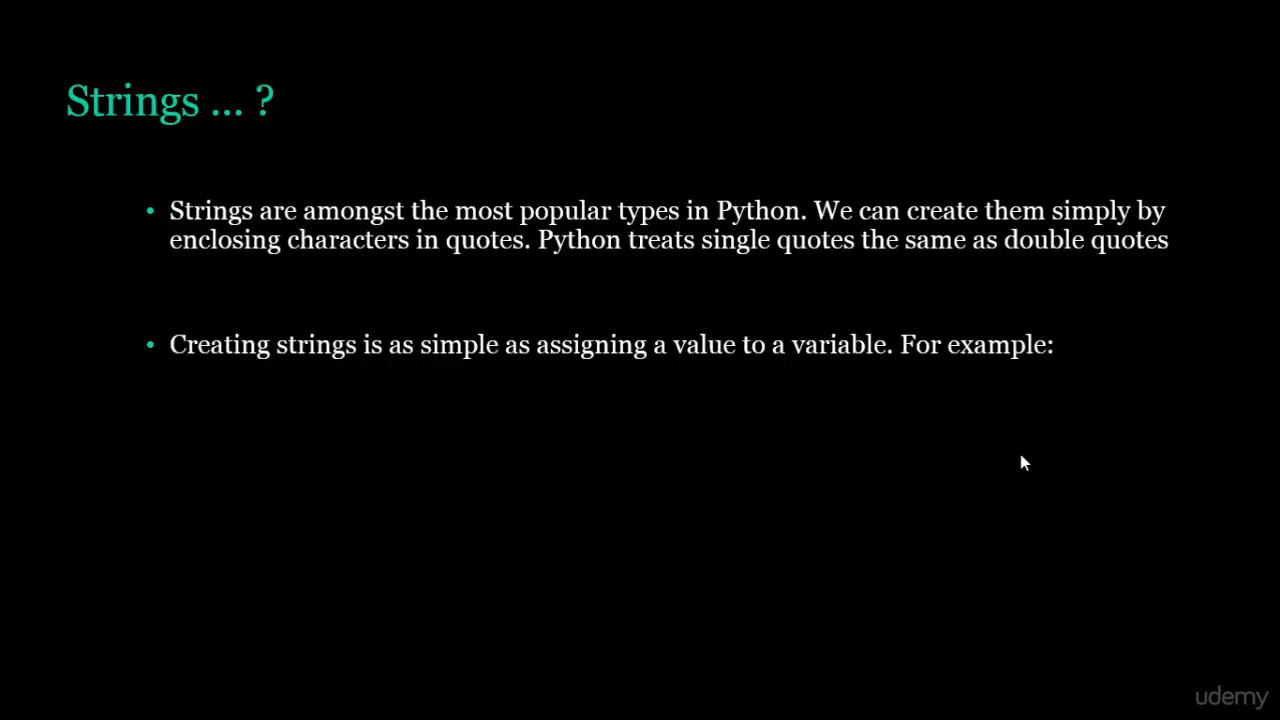 Strings ... ?
• Strings are amongst the most popular types in Python. We can create them simply by
enclosing characters in quotes. Python treats single quotes the same as double quotes
• Creating strings is as simple as assigning a value to a variable. For example:
udemy